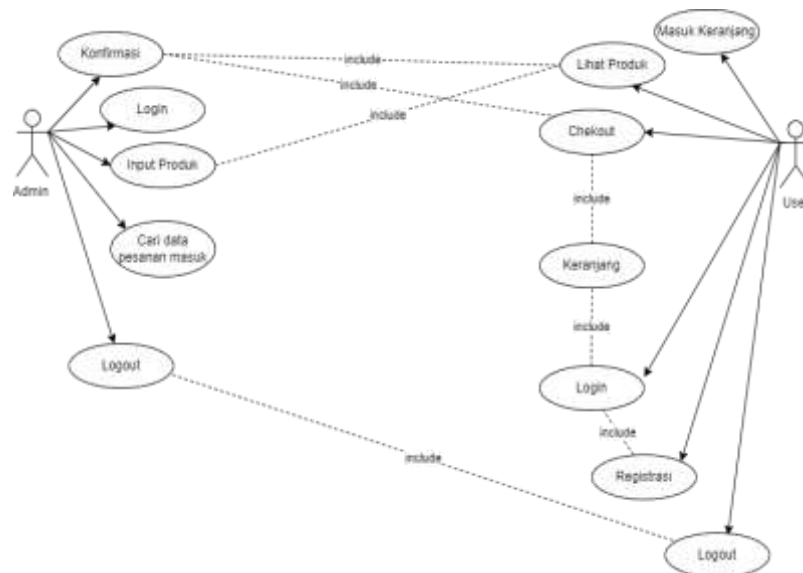 Masuk Keranjang
Konfirmasi
include
Lihat Produk
include
Login
include
Chekout
Input Produk
Admin
Use
include
Cari data
pesanan masuk
Keranjang
include
Logout
Login
include
include
Registrasi
Logout